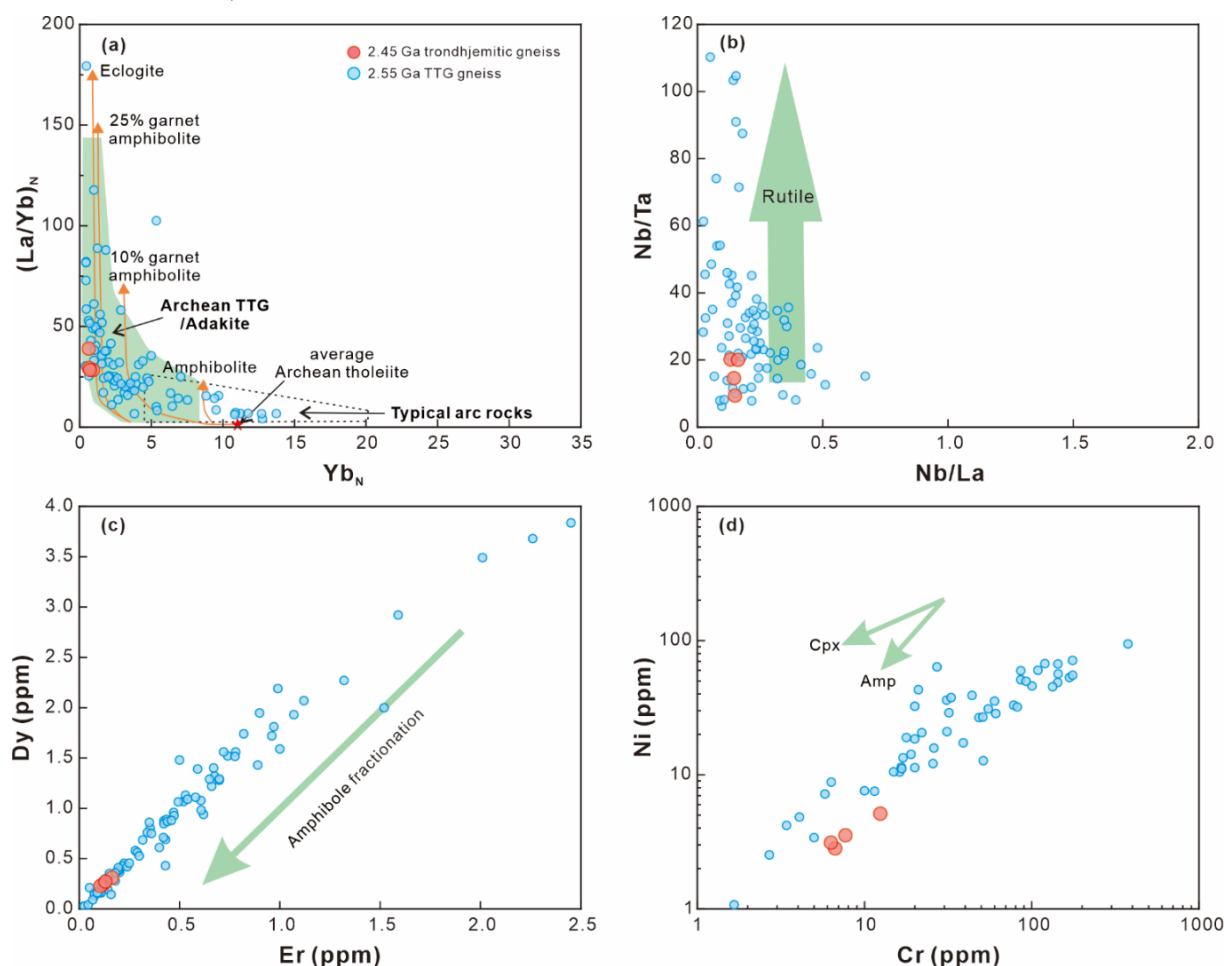 (a)
2.45 Ga trondhjemitic gneiss
2.55 Ga TTG gneiss
Eclogite
25% garnet
amphibolite
10% garnet
amphibolite
Archean TTG
/Adakite
Amphibolite
average
Archean tholeiite
Typical arc rocks
200
150
100
50
0
0
5
10
15
20
25
30
35
(La/Yb)N
YbN
(b)
Rutile
120
100
80
60
40
20
0
0.0
0.5
1.0
1.5
2.0
Nb/Ta
Nb/La
(c)
Amphibole fractionation
4.0
3.5
3.0
2.5
2.0
1.5
1.0
0.5
0.0
0.0
0.5
1.0
1.5
2.0
2.5
Dy (ppm)
Er (ppm)
(d)
Cpx
Amp
1000
100
10
1
1
10
100
1000
Ni (ppm)
Cr (ppm)